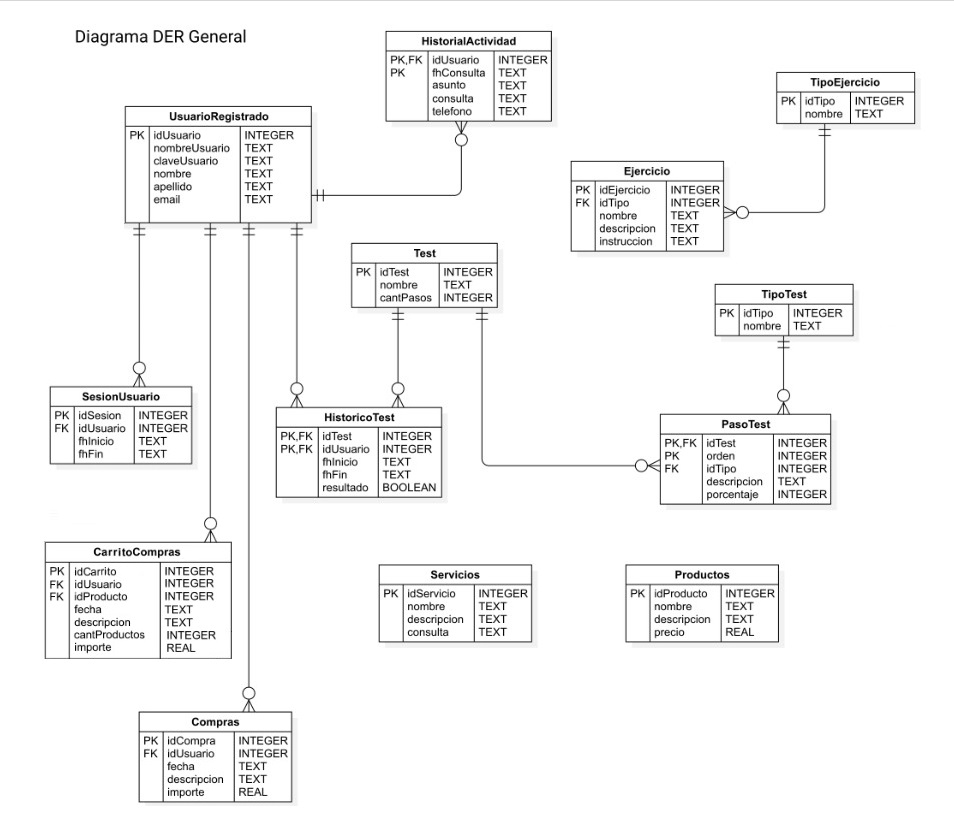 Diagrama DER General
HistorialActividad
PK,FK idUsuario INTEGER
PK fhConsulta TEXT
asunto TEXT
consulta TEXT
telefono TEXT
TipoEjercicio
PK idTipo INTEGER
nombre TEXT
UsuarioRegistrado
PK idUsuario INTEGER
nombreUsuario TEXT
claveUsuario TEXT
nombre TEXT
apellido TEXT
email TEXT
Ejercicio
PK idEjercicio INTEGER
FK idTipo INTEGER
nombre TEXT
descripcion TEXT
instruccion TEXT
Test
PK idTest INTEGER
nombre TEXT
cantPasos INTEGER
TipoTest
PK idTipo INTEGER
nombre TEXT
SesionUsuario
PK idSesion INTEGER
FK idUsuario INTEGER
fhInicio TEXT
fhFin TEXT
HistoricoTest
PK,FK idTest INTEGER
PK,FK idUsuario INTEGER
fhInicio TEXT
fhFin TEXT
resultado BOOLEAN
PasoTest
PK,FK idTest INTEGER
PK orden INTEGER
FK idTipo INTEGER
descripcion TEXT
porcentaje INTEGER
CarritoCompras
PK idCarrito INTEGER
FK idUsuario INTEGER
FK idProducto INTEGER
fecha TEXT
descripcion TEXT
cantProductos INTEGER
importe REAL
Servicios
PK idServicio INTEGER
nombre TEXT
descripcion TEXT
consulta TEXT
Productos
PK idProducto INTEGER
nombre TEXT
descripcion TEXT
precio REAL
Compras
PK idCompra INTEGER
FK idUsuario INTEGER
fecha TEXT
descripcion TEXT
importe REAL